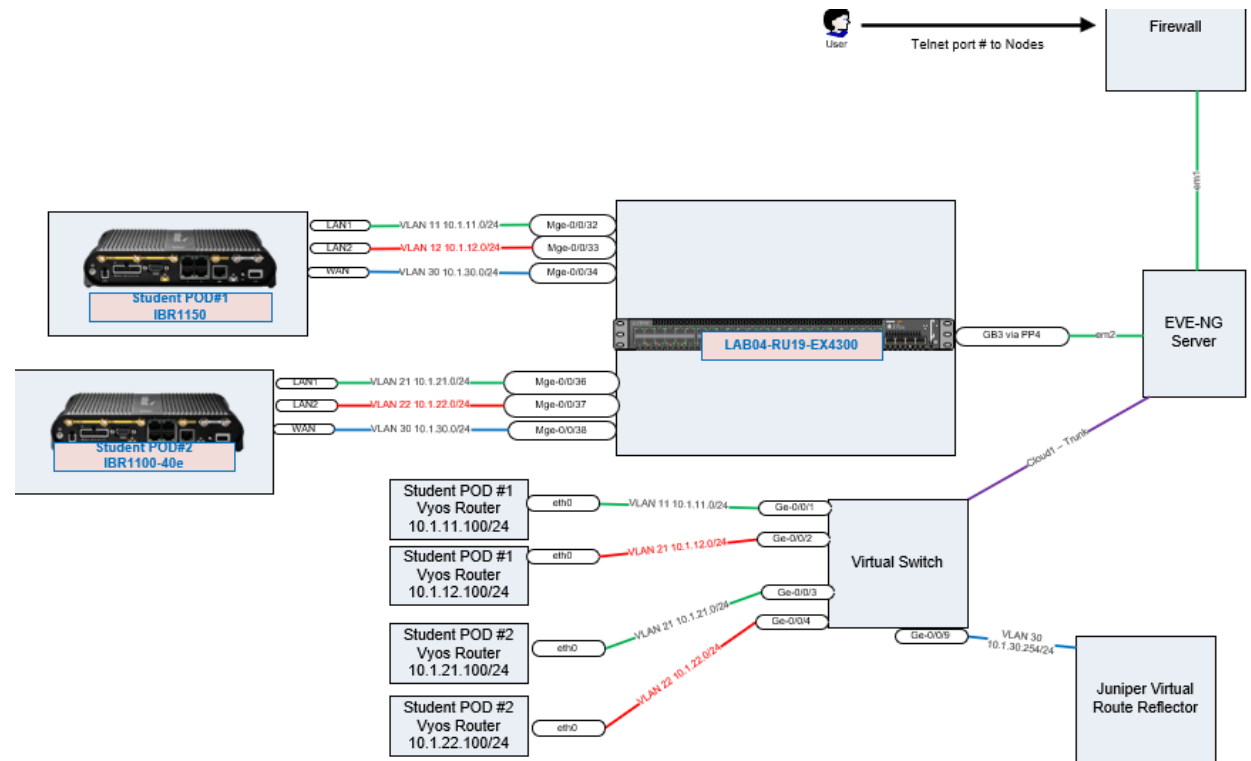 User
Telnet port # to Nodes
Firewall
em1
LAN1
VLAN 11 10.1.11.0/24
Mge-0/0/32
LAN2
VLAN 12 10.1.12.0/24
Mge-0/0/33
WAN
VLAN 30 10.1.30.0/24
Mge-0/0/34
Student POD#1
IBR1150
LAB04-RU19-EX4300
GB3 via PP4
em2
EVE-NG
Server
LAN1
VLAN 21 10.1.21.0/24
Mge-0/0/36
LAN2
VLAN 22 10.1.22.0/24
Mge-0/0/37
WAN
VLAN 30 10.1.30.0/24
Mge-0/0/38
Student POD#2
IBR1100-40e
Cloud1 – Trunk
Student POD #1
Vyos Router
10.1.11.100/24
eth0
VLAN 11 10.1.11.0/24
Ge-0/0/1
Student POD #1
Vyos Router
10.1.12.100/24
eth0
VLAN 21 10.1.12.0/24
Ge-0/0/2
Virtual Switch
Student POD #2
Vyos Router
10.1.21.100/24
eth0
VLAN 21 10.1.21.0/24
Ge-0/0/3
Student POD #2
Vyos Router
10.1.22.100/24
eth0
VLAN 22 10.1.22.0/24
Ge-0/0/4
Ge-0/0/9
VLAN 30
10.1.30.254/24
Juniper Virtual
Route Reflector